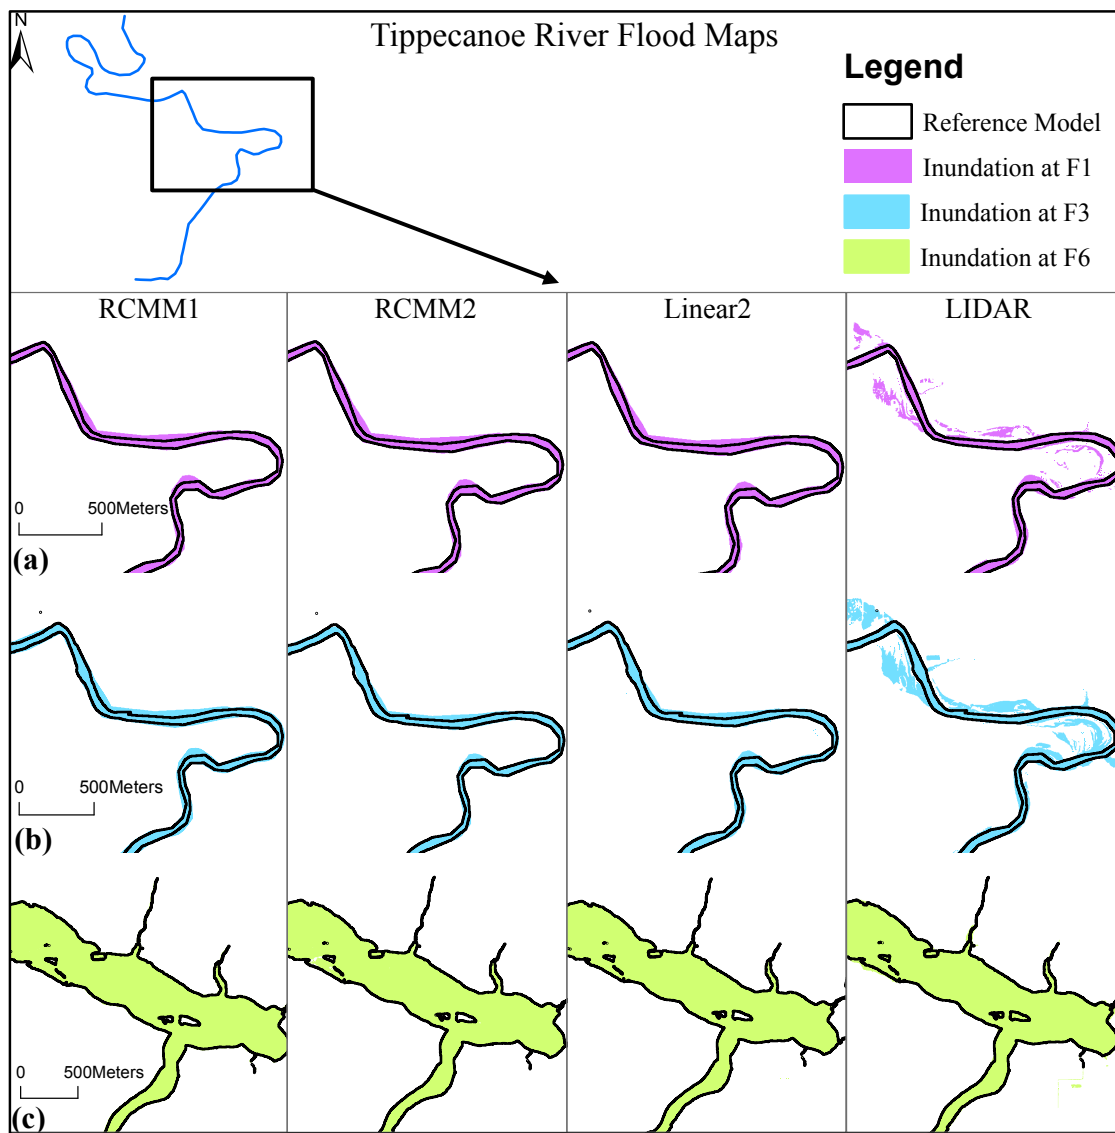 N
Tippecanoe River Flood Maps
Legend
Reference Model
Inundation at F1
Inundation at F3
Inundation at F6
RCMM1
RCMM2
Linear2
LIDAR
0 500Meters
(a)
0 500Meters
(b)
0 500Meters
(c)